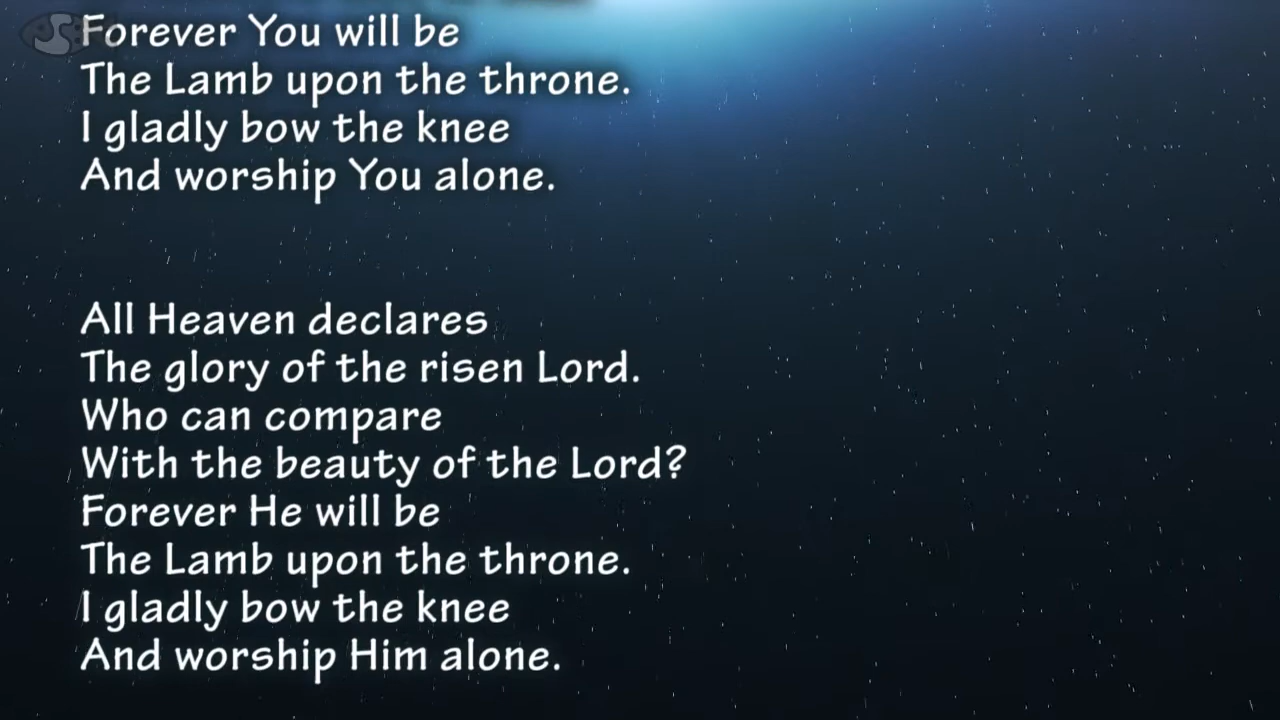 Forever You will be
The Lamb upon the throne.
I gladly bow the knee
And worship You alone.
All Heaven declares
The glory of the risen Lord.
Who can compare
With the beauty of the Lord?
Forever He will be
The Lamb upon the throne.
I gladly bow the knee
And worship Him alone.